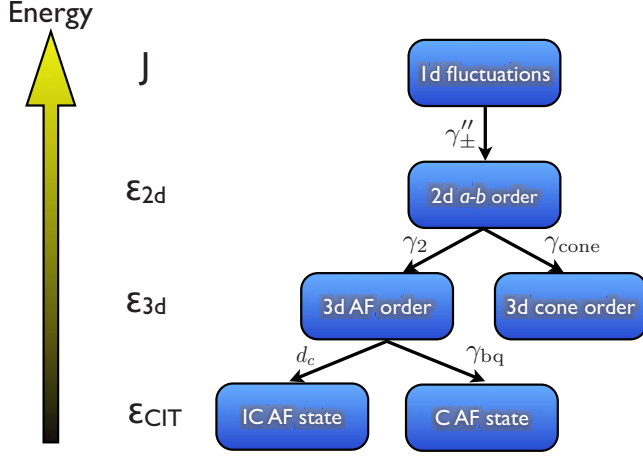 Energy
J
1d fluctuations
γ″±
ε2d
2d a-b order
γ2
γcone
ε3d
3d AF order
3d cone order
dc
γbq
εCIT
IC AF state
C AF state